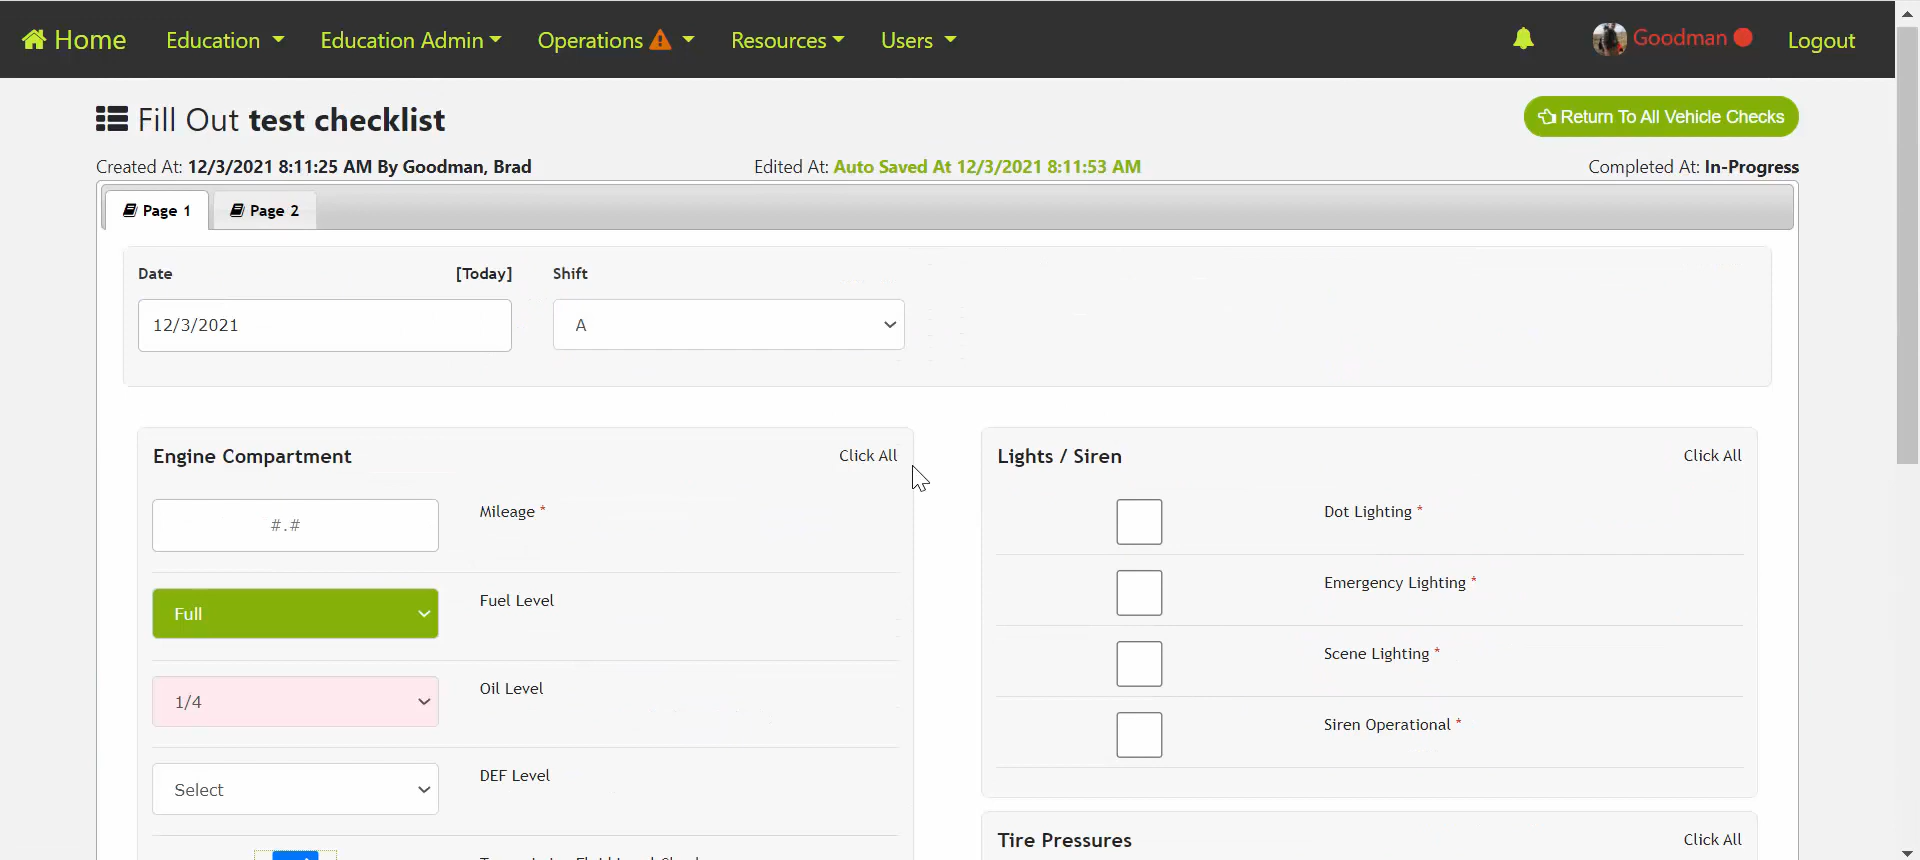 Home Education Education Admin Operations Resources Users Goodman Logout
Fill Out test checklist
Return To All Vehicle Checks
Created At: 12/3/2021 8:11:25 AM By Goodman, Brad
Edited At: Auto Saved At 12/3/2021 8:11:53 AM
Completed At: In-Progress
Page 1
Page 2
Date
[Today]
Shift
12/3/2021
A
Engine Compartment
Click All
#.#
Mileage *
Full
Fuel Level
1/4
Oil Level
Select
DEF Level
Lights / Siren
Click All
Dot Lighting *
Emergency Lighting *
Scene Lighting *
Siren Operational *
Tire Pressures
Click All